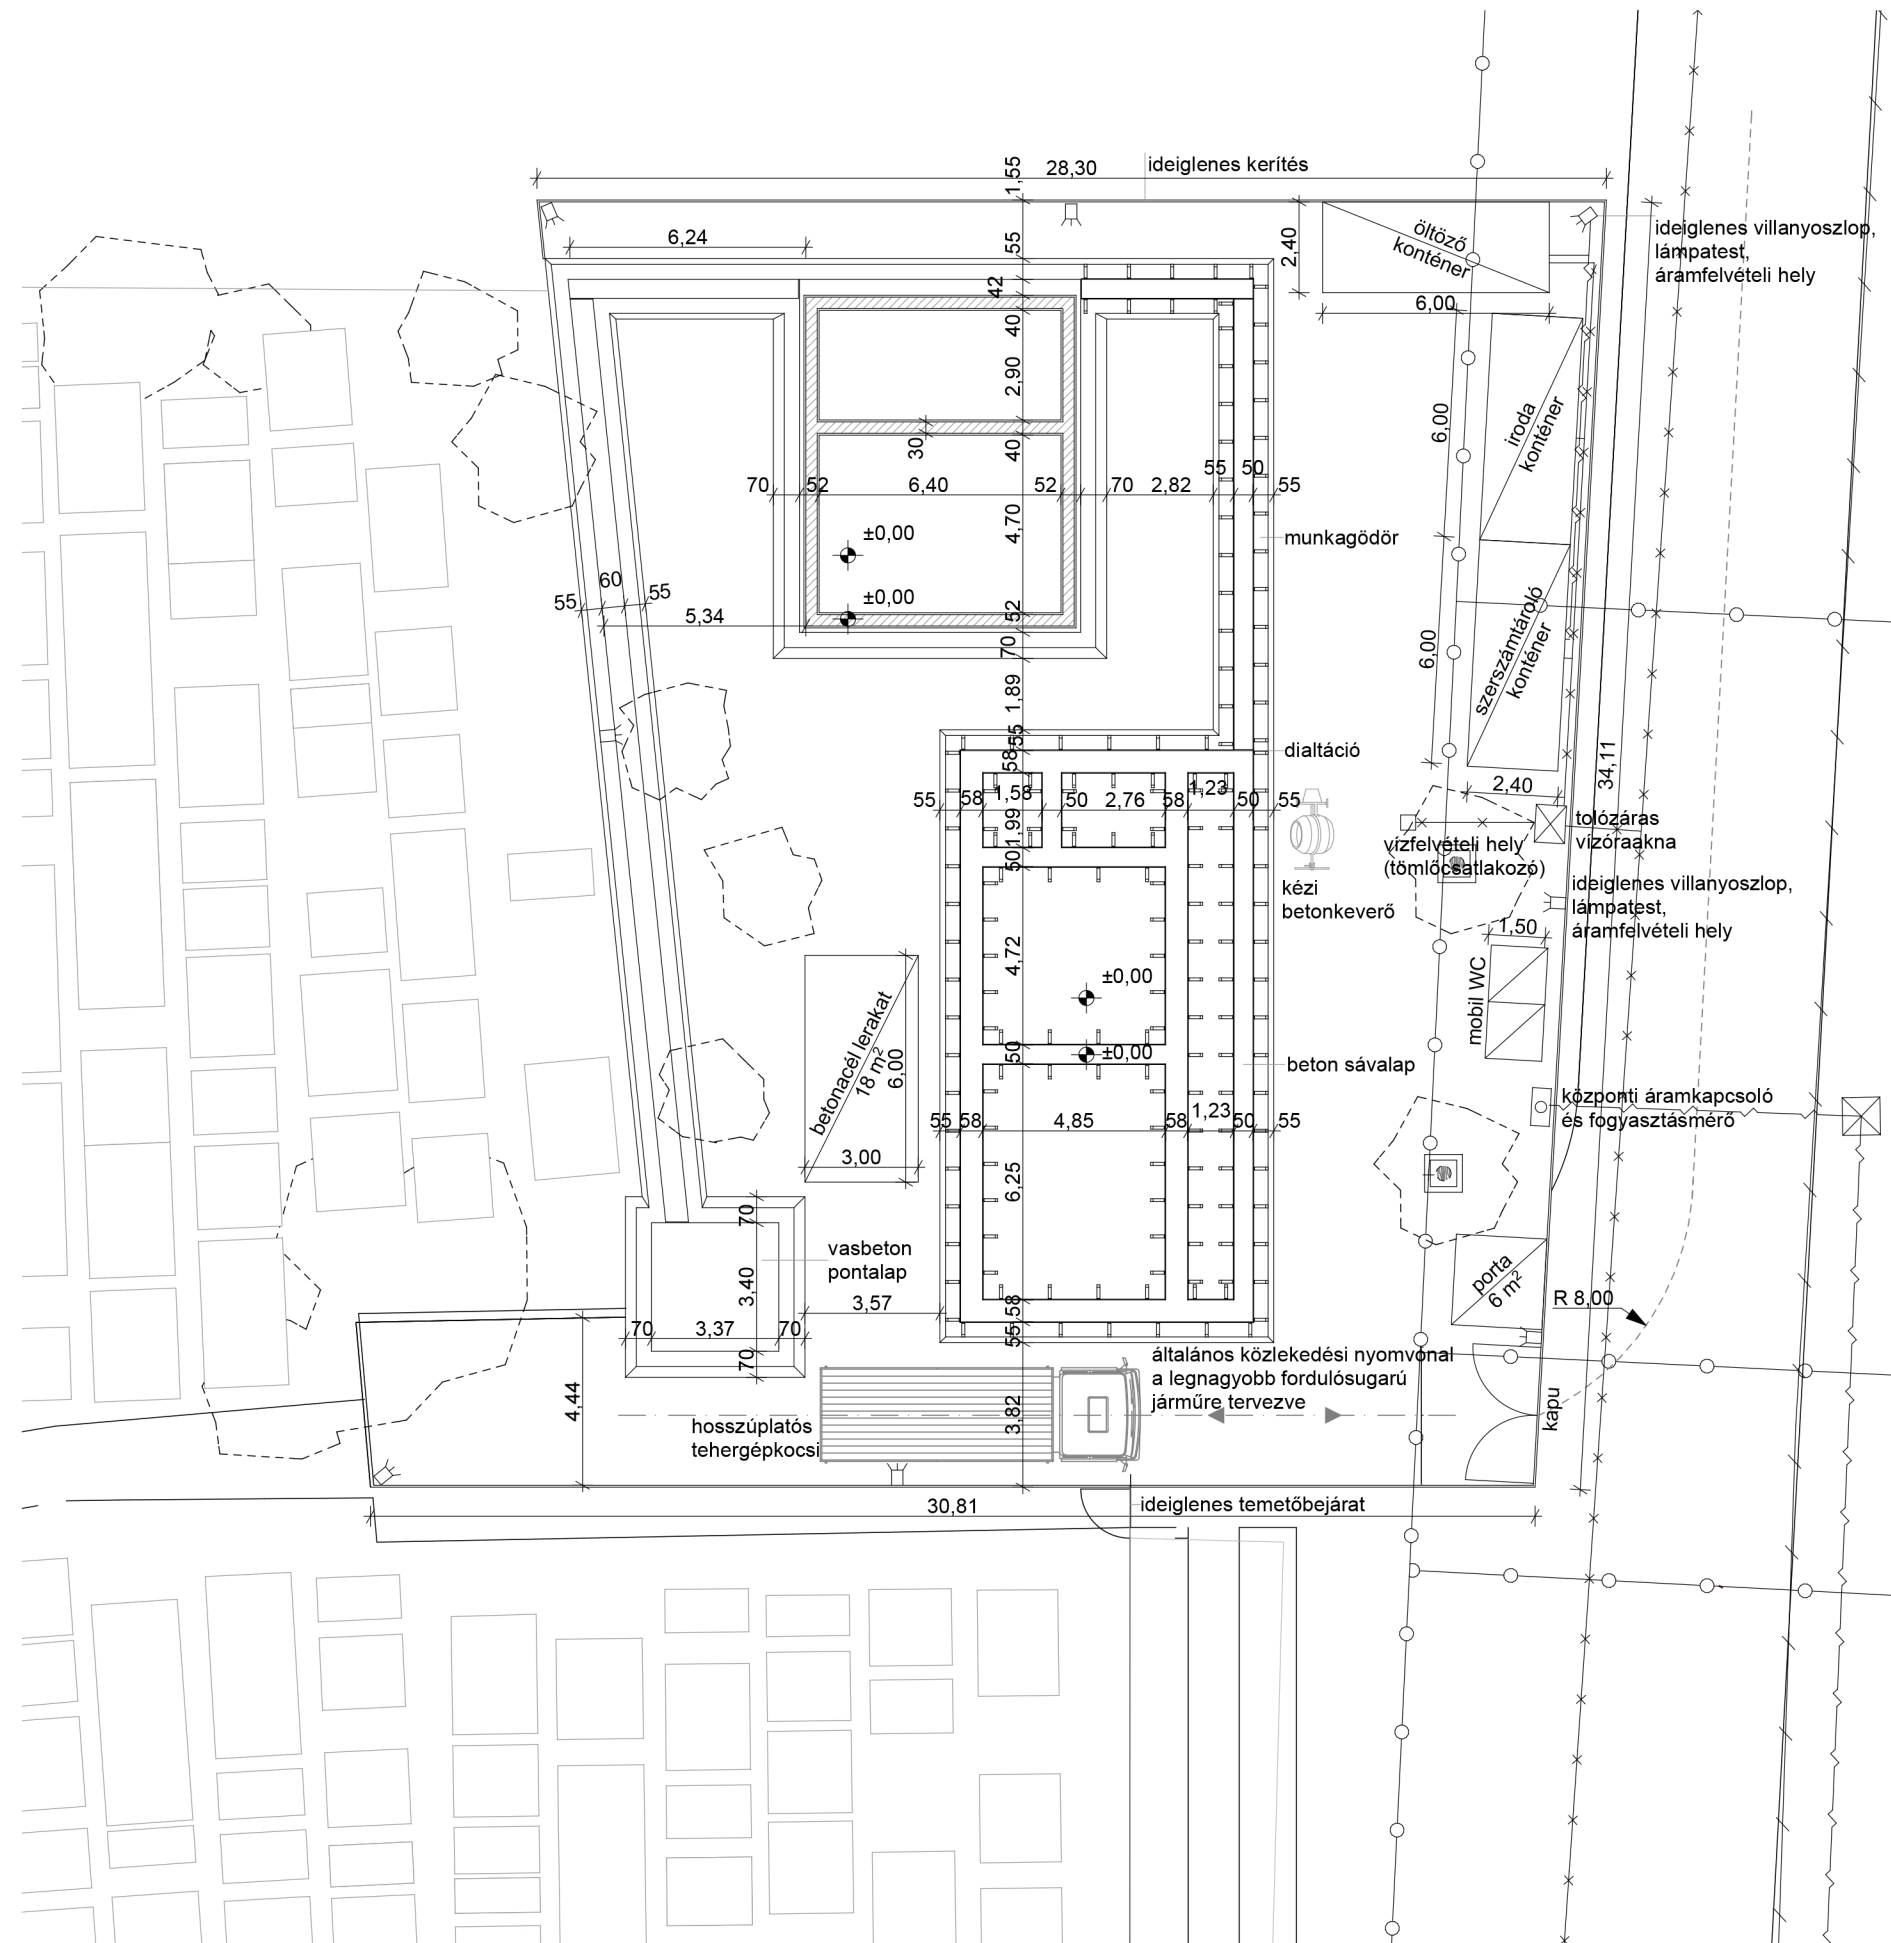 1,55
28,30
ideiglenes kerítés
ideiglenes villanyoszlop,
lámpatest,
áramfelvételi hely
6,24
55
2,40
öltöző
konténer
6,00
42
40
2,90
30
40
6,00
iroda
konténer
70
52
6,40
52
70
2,82
55
50
55
4,70
±0,00
munkagödör
±0,00
52
55
60
55
5,34
70
6,00
szerszámtároló
konténer
1,89
55
58
dialtáció
34,11
2,40
55
58
1,58
50
2,76
58
1,23
50
55
1,99
50
tolózáras
vízóraakna
vízfelvételi hely
(tömlőcsatlakozó)
kézi
betonkeverő
ideiglenes villanyoszlop,
lámpatest,
áramfelvételi hely
1,50
mobil WC
4,72
±0,00
±0,00
50
betonacél lerakat
18 m²
6,00
3,00
beton sávalap
központi áramkapcsoló
és fogyasztásmérő
55
58
4,85
58
1,23
50
55
6,25
70
vasbeton
pontalap
3,40
3,57
70
3,37
70
70
58
55
porta
6 m²
R 8,00
általános közlekedési nyomvonal
a legnagyobb fordulósugarú
járműre tervezve
4,44
hosszúplatós
tehergépkocsi
3,82
kapu
30,81
ideiglenes temetőbejárat